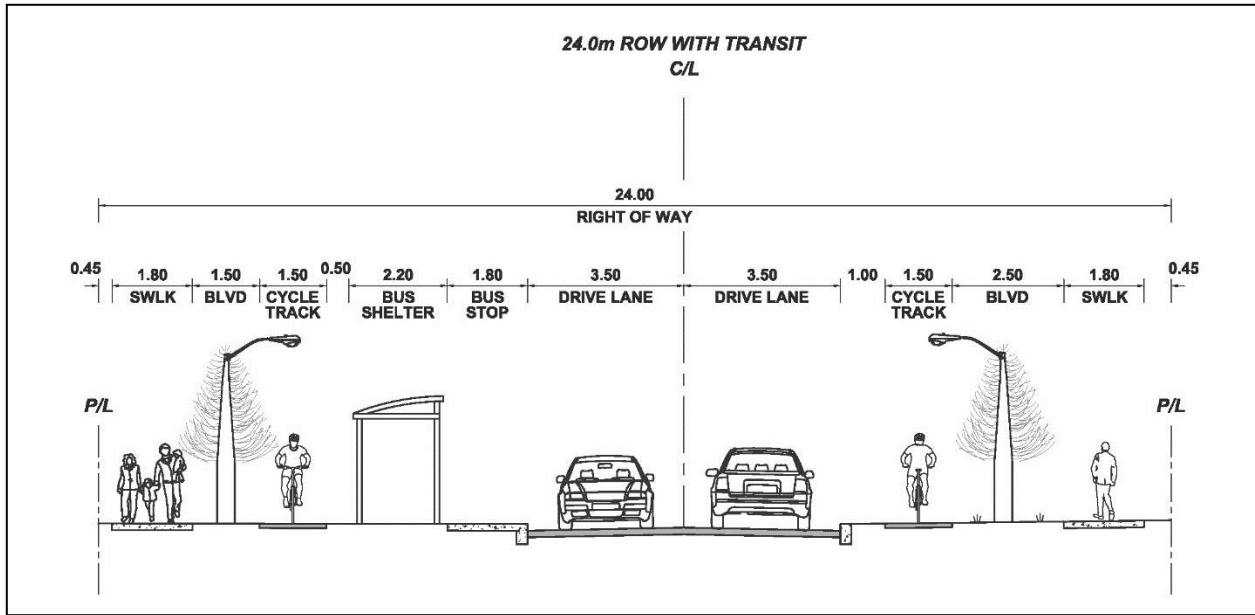 24.0m ROW WITH TRANSIT
C/L
24.00
RIGHT OF WAY
0.45 1.80 1.50 1.50 0.50 2.20 1.80 3.50 3.50 1.00 1.50 2.50 1.80 0.45
SWLK BLVD CYCLE BUS BUS DRIVE LANE DRIVE LANE CYCLE BLVD SWLK
TRACK SHELTER STOP TRACK
P/L P/L